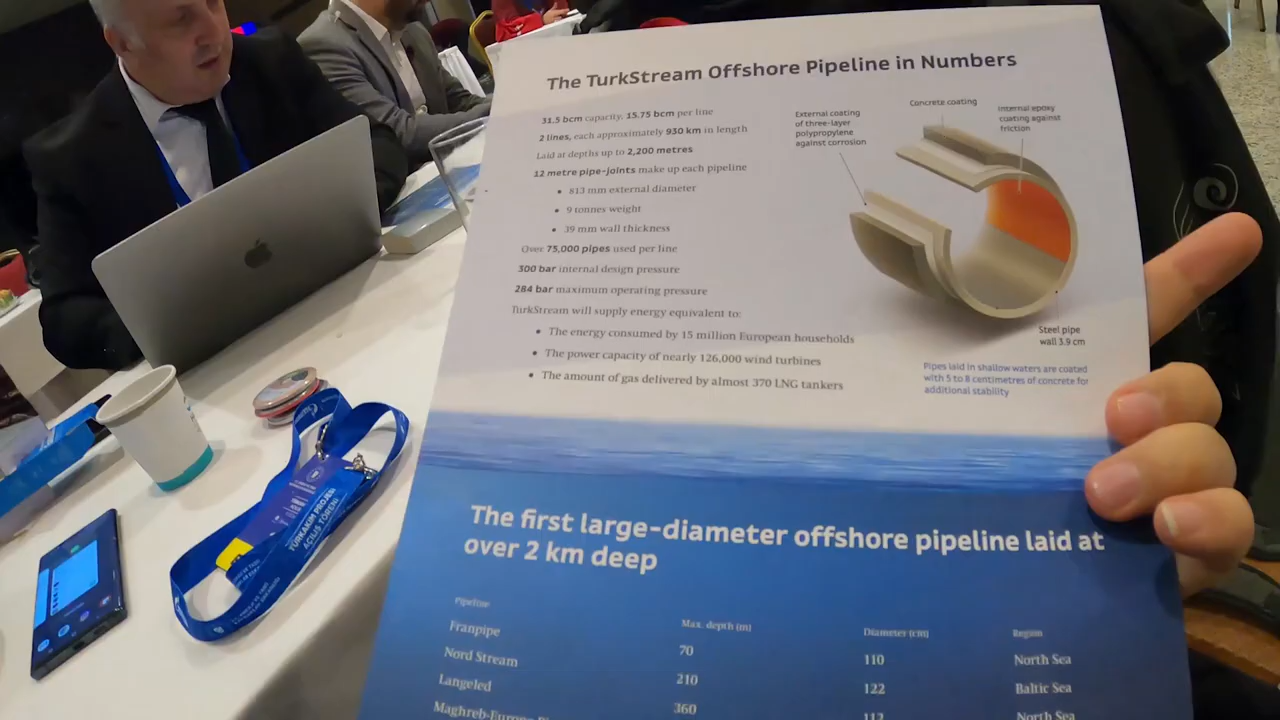 The TurkStream Offshore Pipeline in Numbers
31.5 bcm capacity, 15.75 bcm per line
2 lines, each approximately 930 km in length
Laid at depths up to 2,200 metres
12 metre pipe-joints make up each pipeline
• 813 mm external diameter
• 9 tonnes weight
• 39 mm wall thickness
Over 75,000 pipes used per line
300 bar internal design pressure
284 bar maximum operating pressure
TurkStream will supply energy equivalent to:
• The energy consumed by 15 million European households
• The power capacity of nearly 126,000 wind turbines
• The amount of gas delivered by almost 370 LNG tankers
External coating
of three-layer
polypropylene
against corrosion
Concrete coating
Internal epoxy
coating against
friction
Steel pipe
wall 3.9 cm
Pipes laid in shallow waters are coated
with 5 to 8 centimetres of concrete for
additional stability
The first large-diameter offshore pipeline laid at
over 2 km deep
Pipeline Max. depth (m) Diameter (cm) Region
Franpipe 70 110 North Sea
Nord Stream 210 122 Baltic Sea
Langeled 360 112 North Sea
TÜRKAKIM PROJESİ
AÇILIŞ TÖRENİ